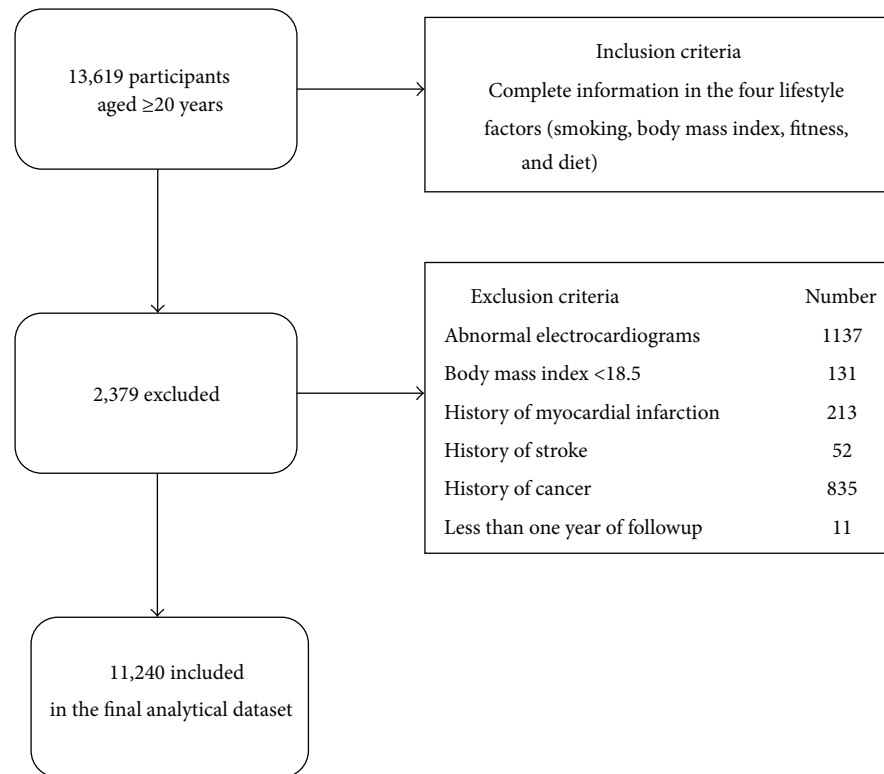 13,619 participants
aged ≥20 years
Inclusion criteria
Complete information in the four lifestyle
factors (smoking, body mass index, fitness,
and diet)
2,379 excluded
Exclusion criteria Number
Abnormal electrocardiograms 1137
Body mass index <18.5 131
History of myocardial infarction 213
History of stroke 52
History of cancer 835
Less than one year of followup 11
11,240 included
in the final analytical dataset